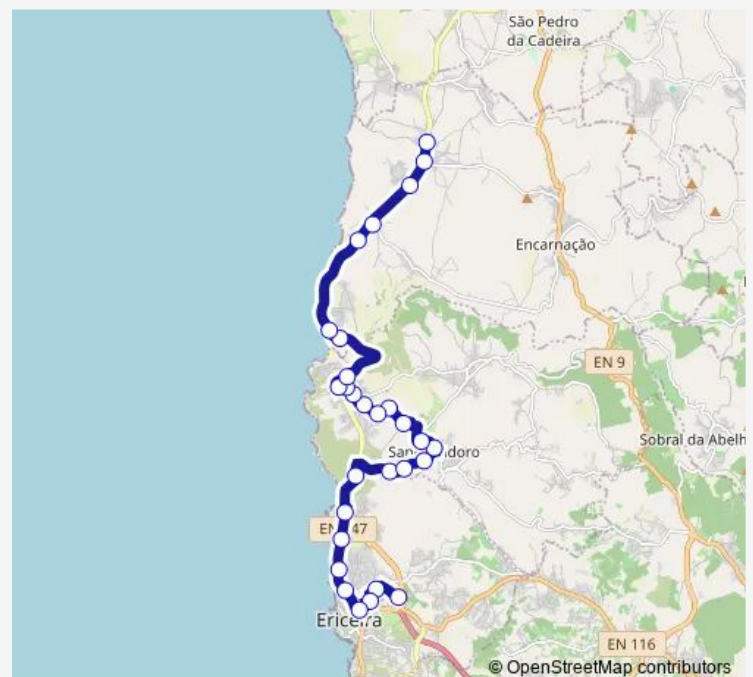 São Pedro
da Cadeira
Encarnação
EN 9
Sobral da Abelh
EN 116
Ericeira
© OpenStreetMap contributors